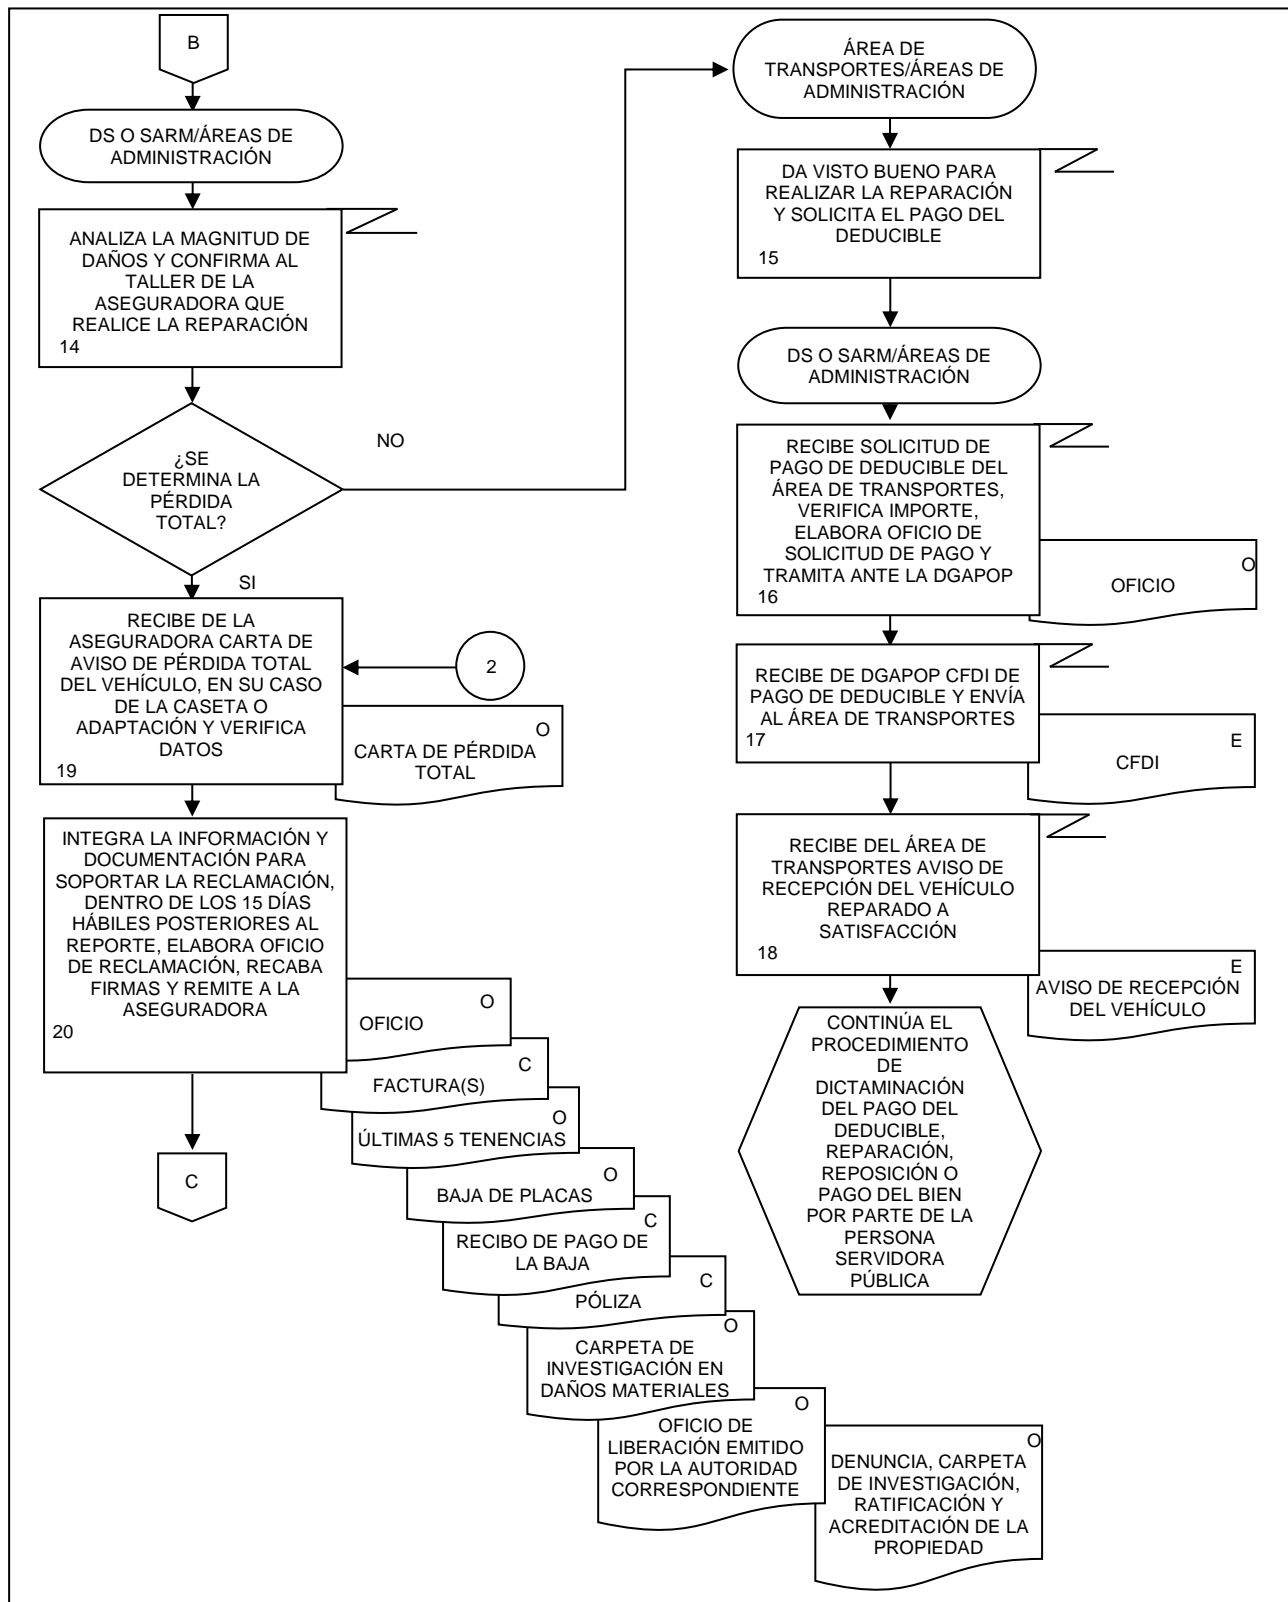 B
DS O SARM/ÁREAS DE
ADMINISTRACIÓN
ANALIZA LA MAGNITUD DE
DAÑOS Y CONFIRMA AL
TALLER DE LA
ASEGURADORA QUE
REALICE LA REPARACIÓN
14
¿SE
DETERMINA LA
PÉRDIDA
TOTAL?
NO
SI
RECIBE DE LA
ASEGURADORA CARTA DE
AVISO DE PÉRDIDA TOTAL
DEL VEHÍCULO, EN SU CASO
DE LA CASETA O
ADAPTACIÓN Y VERIFICA
DATOS
19
2
O
CARTA DE PÉRDIDA
TOTAL
INTEGRA LA INFORMACIÓN Y
DOCUMENTACIÓN PARA
SOPORTAR LA RECLAMACIÓN,
DENTRO DE LOS 15 DÍAS
HÁBILES POSTERIORES AL
REPORTE, ELABORA OFICIO
DE RECLAMACIÓN, RECABA
FIRMAS Y REMITE A LA
ASEGURADORA
20
O
OFICIO
C
FACTURA(S)
O
ÚLTIMAS 5 TENENCIAS
O
BAJA DE PLACAS
C
RECIBO DE PAGO DE
LA BAJA
C
PÓLIZA
O
CARPETA DE
INVESTIGACIÓN EN
DAÑOS MATERIALES
O
OFICIO DE
LIBERACIÓN EMITIDO
POR LA AUTORIDAD
CORRESPONDIENTE
O
DENUNCIA, CARPETA
DE INVESTIGACIÓN,
RATIFICACIÓN Y
ACREDITACIÓN DE LA
PROPIEDAD
C
ÁREA DE
TRANSPORTES/ÁREAS DE
ADMINISTRACIÓN
DA VISTO BUENO PARA
REALIZAR LA REPARACIÓN
Y SOLICITA EL PAGO DEL
DEDUCIBLE
15
DS O SARM/ÁREAS DE
ADMINISTRACIÓN
RECIBE SOLICITUD DE
PAGO DE DEDUCIBLE DEL
ÁREA DE TRANSPORTES,
VERIFICA IMPORTE,
ELABORA OFICIO DE
SOLICITUD DE PAGO Y
TRAMITA ANTE LA DGAPOP
16
O
OFICIO
RECIBE DE DGAPOP CFDI DE
PAGO DE DEDUCIBLE Y ENVÍA
AL ÁREA DE TRANSPORTES
17
E
CFDI
RECIBE DEL ÁREA DE
TRANSPORTES AVISO DE
RECEPCIÓN DEL VEHÍCULO
REPARADO A
SATISFACCIÓN
18
E
AVISO DE RECEPCIÓN
DEL VEHÍCULO
CONTINÚA EL
PROCEDIMIENTO
DE
DICTAMINACIÓN
DEL PAGO DEL
DEDUCIBLE,
REPARACIÓN,
REPOSICIÓN O
PAGO DEL BIEN
POR PARTE DE LA
PERSONA
SERVIDORA
PÚBLICA